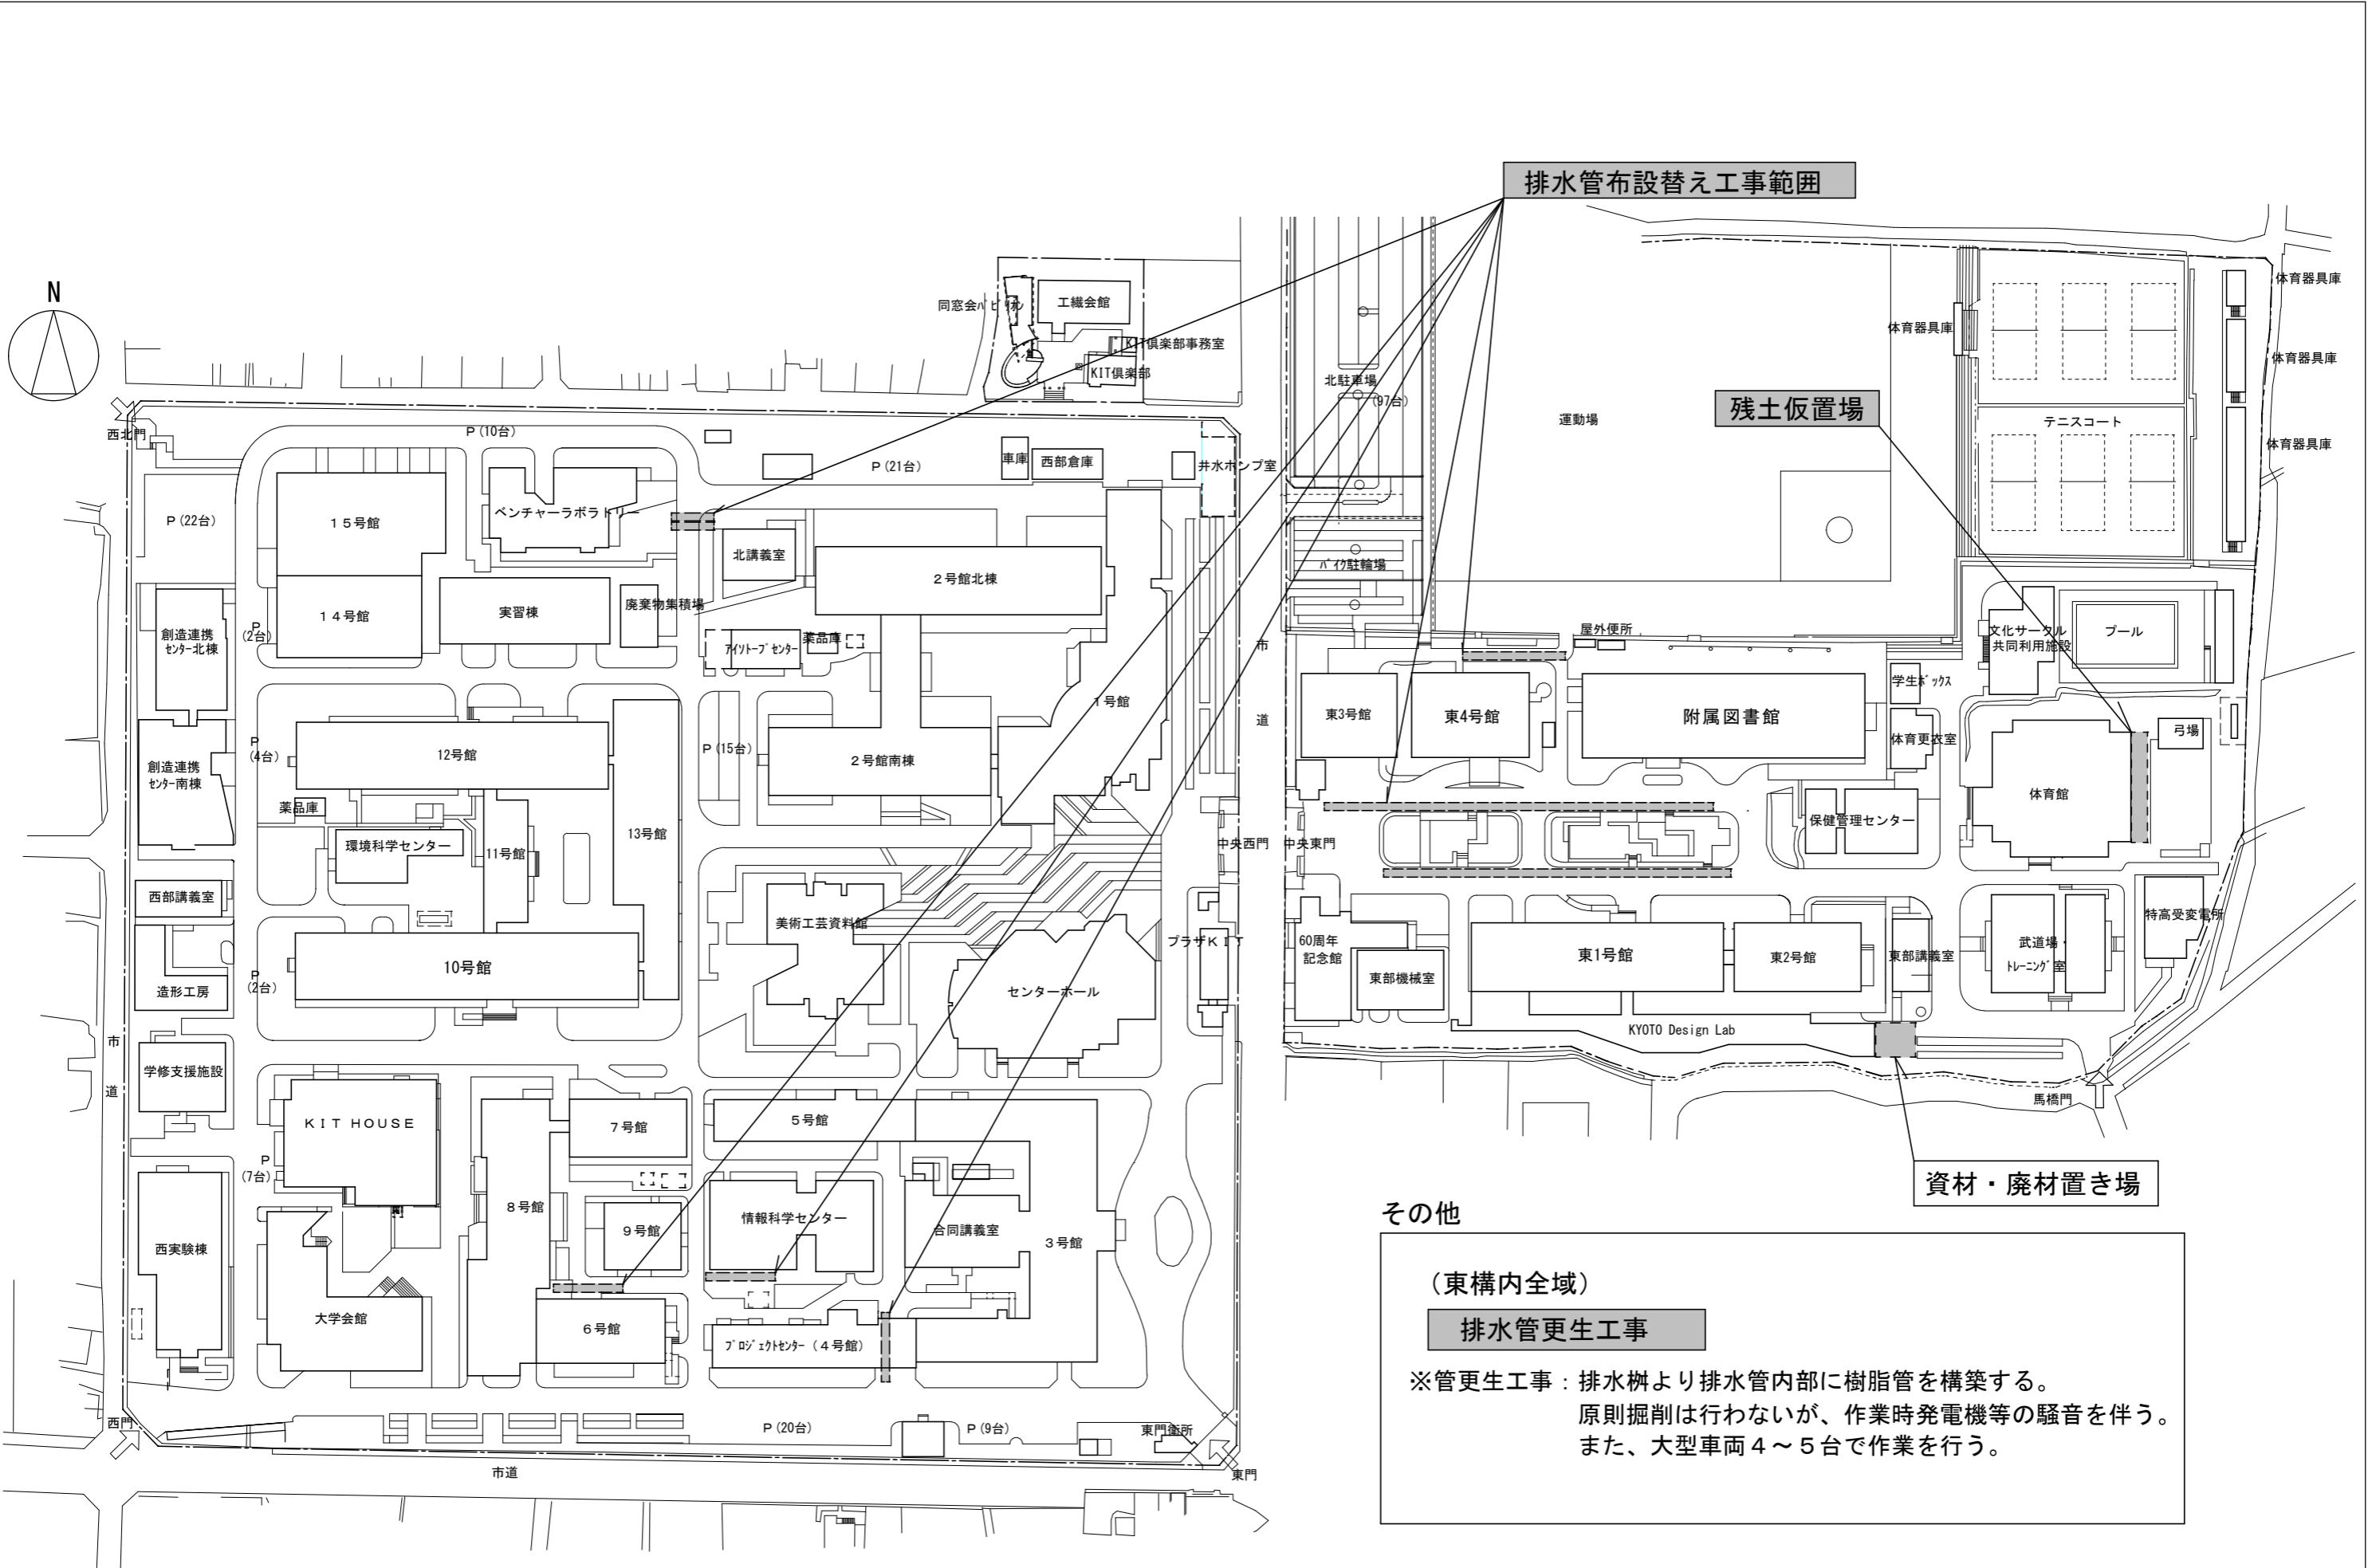 排水管布設替え工事範囲
N
同窓会パビリオン
工繊会館
KIT倶楽部事務室
KIT倶楽部
北駐車場
(97台)
運動場
残土仮置場
体育器具庫
体育器具庫
体育器具庫
体育器具庫
テニスコート
西北門
P(10台)
P(21台)
車庫
西部倉庫
井水ポンプ室
P(22台)
15号館
ベンチャーラボラトリー
北講義室
2号館北棟
バイク駐輪場
14号館
実習棟
廃棄物集積場
アイソトープセンター
薬品庫
創造連携
センター北棟
P
(2台)
市
道
屋外便所
文化サークル
共同利用施設
プール
学生ボックス
1号館
東3号館
東4号館
附属図書館
体育更衣室
弓場
12号館
P
(4台)
P(15台)
2号館南棟
創造連携
センター南棟
薬品庫
環境科学センター
11号館
13号館
中央西門
中央東門
保健管理センター
体育館
西部講義室
美術工芸資料館
プラザKIT
60周年
記念館
東部機械室
東1号館
東2号館
東部講義室
武道場・
トレーニング室
特高受変電所
10号館
P
(2台)
造形工房
センターホール
KYOTO Design Lab
市
道
学修支援施設
KIT HOUSE
7号館
5号館
馬橋門
P
(7台)
資材・廃材置き場
8号館
9号館
情報科学センター
合同講義室
3号館
西実験棟
大学会館
6号館
プロジェクトセンター(4号館)
西門
P(20台)
P(9台)
東門衛所
東門
市道
その他
(東構内全域)
排水管更生工事
※管更生工事:排水桝より排水管内部に樹脂管を構築する。
原則掘削は行わないが、作業時発電機等の騒音を伴う。
また、大型車両4~5台で作業を行う。